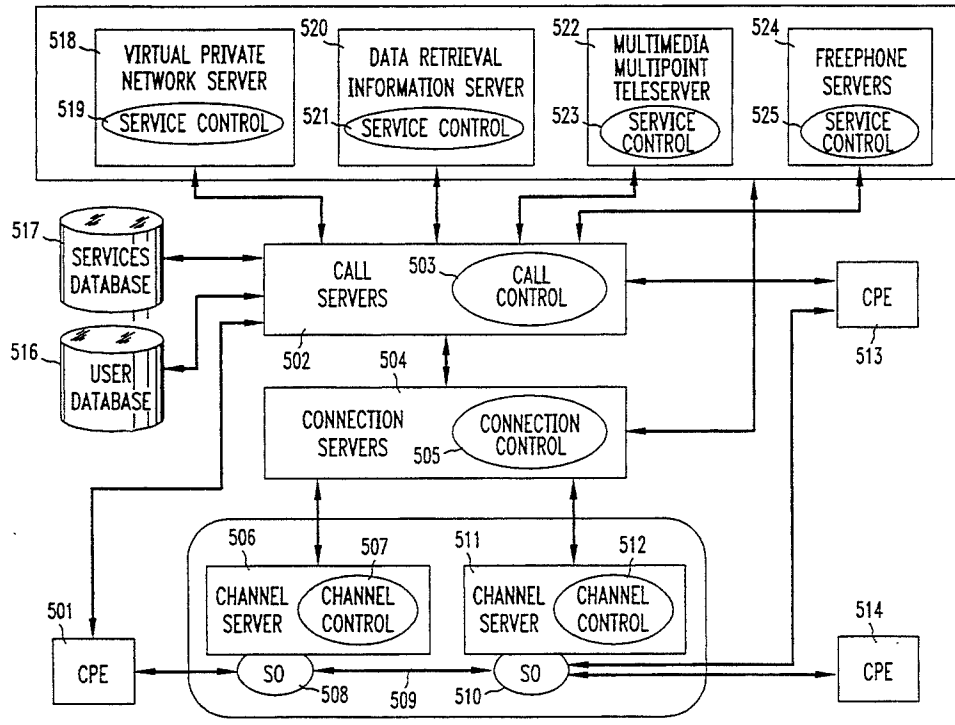 518
VIRTUAL PRIVATE
NETWORK SERVER
519
SERVICE CONTROL
520
DATA RETRIEVAL
INFORMATION SERVER
521
SERVICE CONTROL
522
MULTIMEDIA
MULTIPOINT
TELESERVER
523
SERVICE
CONTROL
524
FREEPHONE
SERVERS
525
SERVICE
CONTROL
517
SERVICES
DATABASE
516
USER
DATABASE
CALL
SERVERS
503
CALL
CONTROL
502
504
CPE
513
CONNECTION
SERVERS
CONNECTION
CONTROL
505
506
507
CHANNEL
SERVER
CHANNEL
CONTROL
511
512
CHANNEL
SERVER
CHANNEL
CONTROL
501
CPE
SO
508
509
SO
510
514
CPE